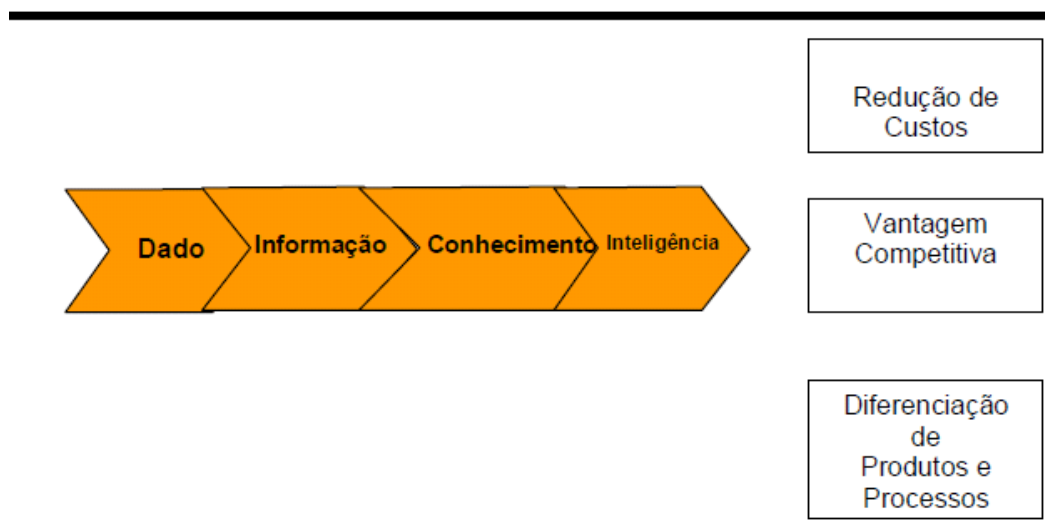 Dado
Informação
Conhecimento
Inteligência
Redução de
Custos
Vantagem
Competitiva
Diferenciação
de
Produtos e
Processos